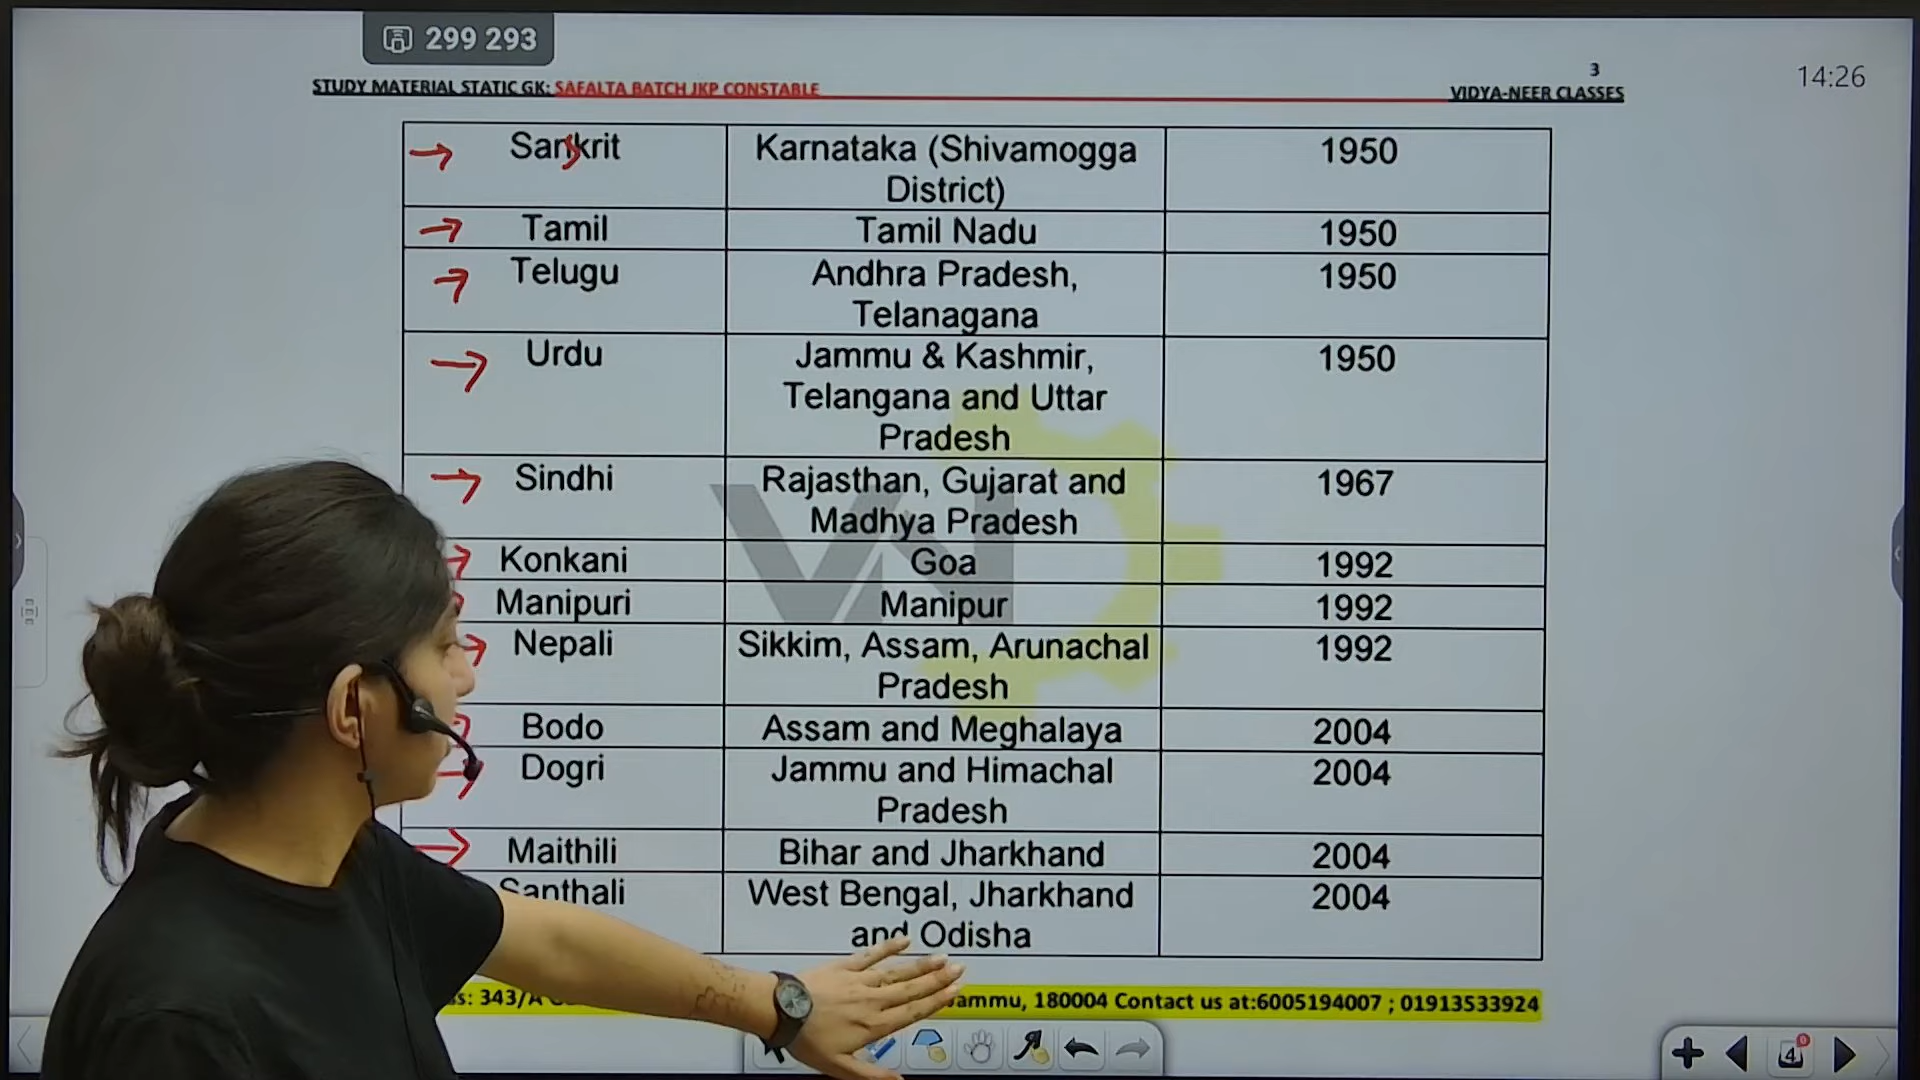 299 293
3
14:26
STUDY MATERIAL STATIC GK: SAFALTA BATCH JKP CONSTABLE
VIDYA-NEER CLASSES
Sanskrit Karnataka (Shivamogga 1950
District)
Tamil Tamil Nadu 1950
Telugu Andhra Pradesh, 1950
Telanagana
Urdu Jammu & Kashmir, 1950
Telangana and Uttar
Pradesh
Sindhi Rajasthan, Gujarat and 1967
Madhya Pradesh
Konkani Goa 1992
Manipuri Manipur 1992
Nepali Sikkim, Assam, Arunachal 1992
Pradesh
Bodo Assam and Meghalaya 2004
Dogri Jammu and Himachal 2004
Pradesh
Maithili Bihar and Jharkhand 2004
Santhali West Bengal, Jharkhand 2004
and Odisha
343/A Jammu, 180004 Contact us at:6005194007 ; 01913533924
4